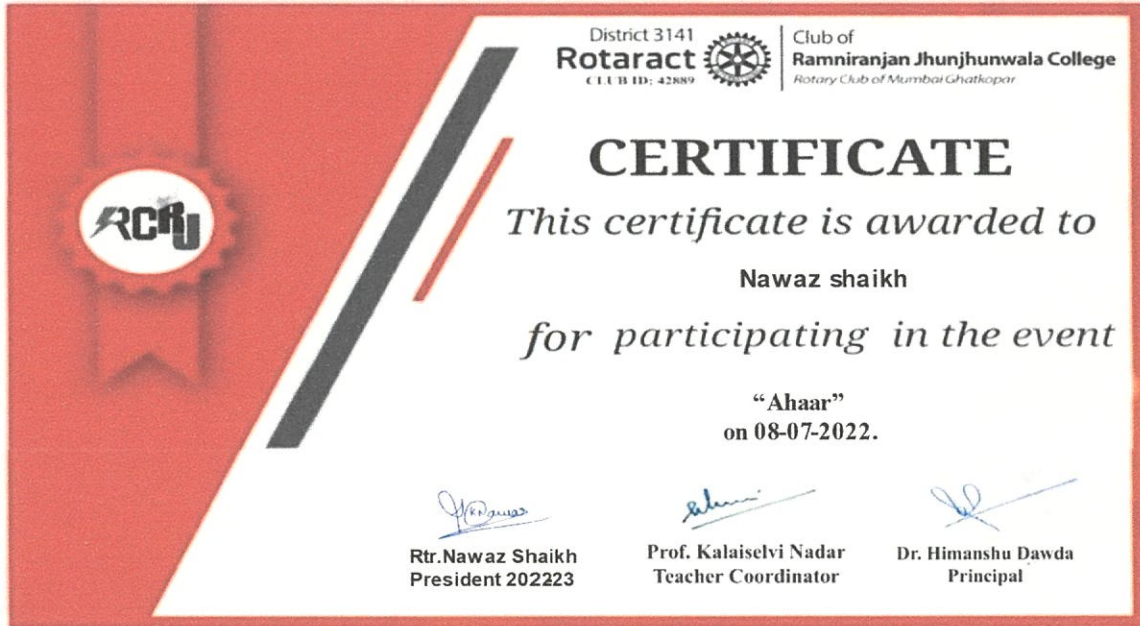 District 3141
Rotaract
CLUB ID: 42889
Club of
Ramniranjan Jhunjhunwala College
Rotary Club of Mumbai Ghatkopar
RCRJ
CERTIFICATE
This certificate is awarded to
Nawaz shaikh
for participating in the event
“Ahaar”
on 08-07-2022.
Rtr.Nawaz Shaikh
President 202223
Prof. Kalaiselvi Nadar
Teacher Coordinator
Dr. Himanshu Dawda
Principal